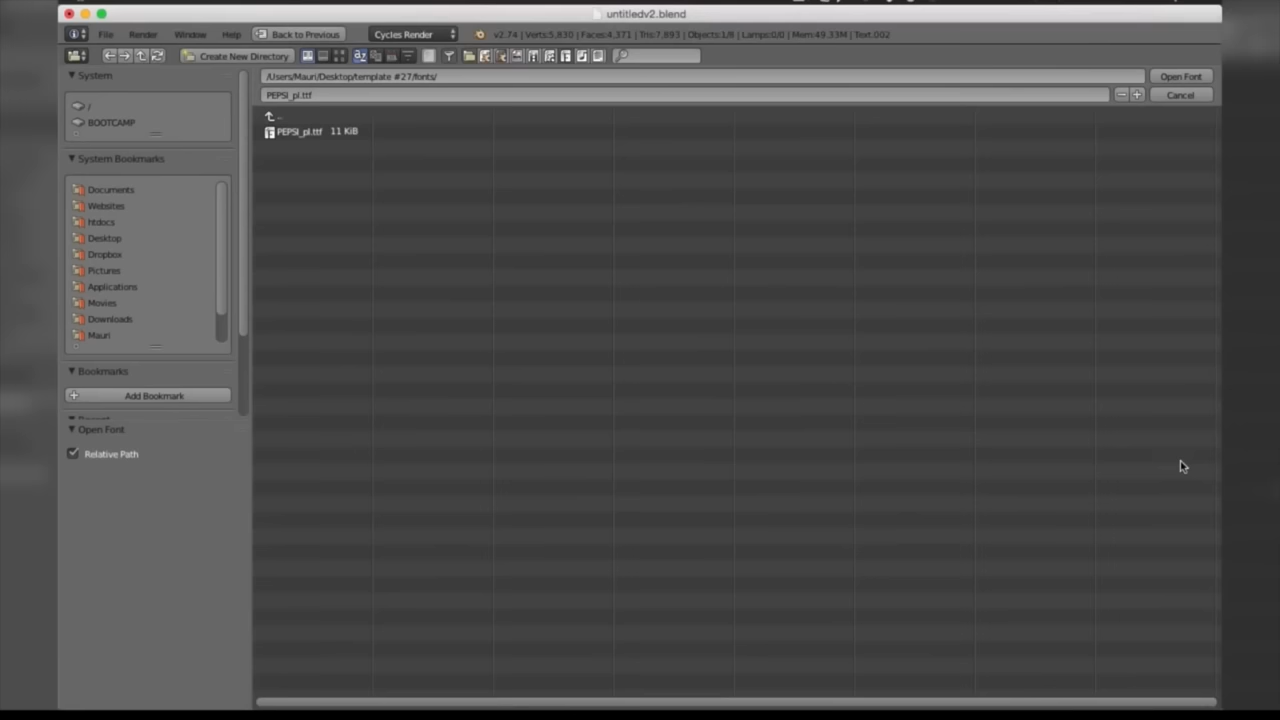 untitledv2.blend
File Render Window Help Back to Previous Cycles Render v2.74 | Verts:5,830 | Faces:4,371 | Tris:7,893 | Objects:1/8 | Lamps:0/0 | Mem:49.33M | Text.002
Create New Directory
System
/Users/Mauri/Desktop/template #27/fonts/ Open Font
PEPSI_pl.ttf Cancel
/
..
BOOTCAMP
PEPSI_pl.ttf 11 KiB
System Bookmarks
Documents
Websites
htdocs
Desktop
Dropbox
Pictures
Applications
Movies
Downloads
Mauri
Bookmarks
Add Bookmark
Open Font
Relative Path